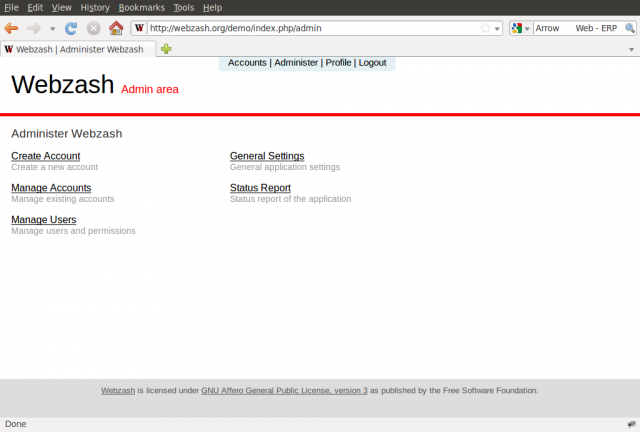 File Edit View History Bookmarks Tools Help
http://webzash.org/demo/index.php/admin
Arrow Web - ERP
Webzash | Administer Webzash
Accounts | Administer | Profile | Logout
Webzash Admin area
Administer Webzash
Create Account
Create a new account
General Settings
General application settings
Manage Accounts
Manage existing accounts
Status Report
Status report of the application
Manage Users
Manage users and permissions
Webzash is licensed under GNU Affero General Public License, version 3 as published by the Free Software Foundation.
Done